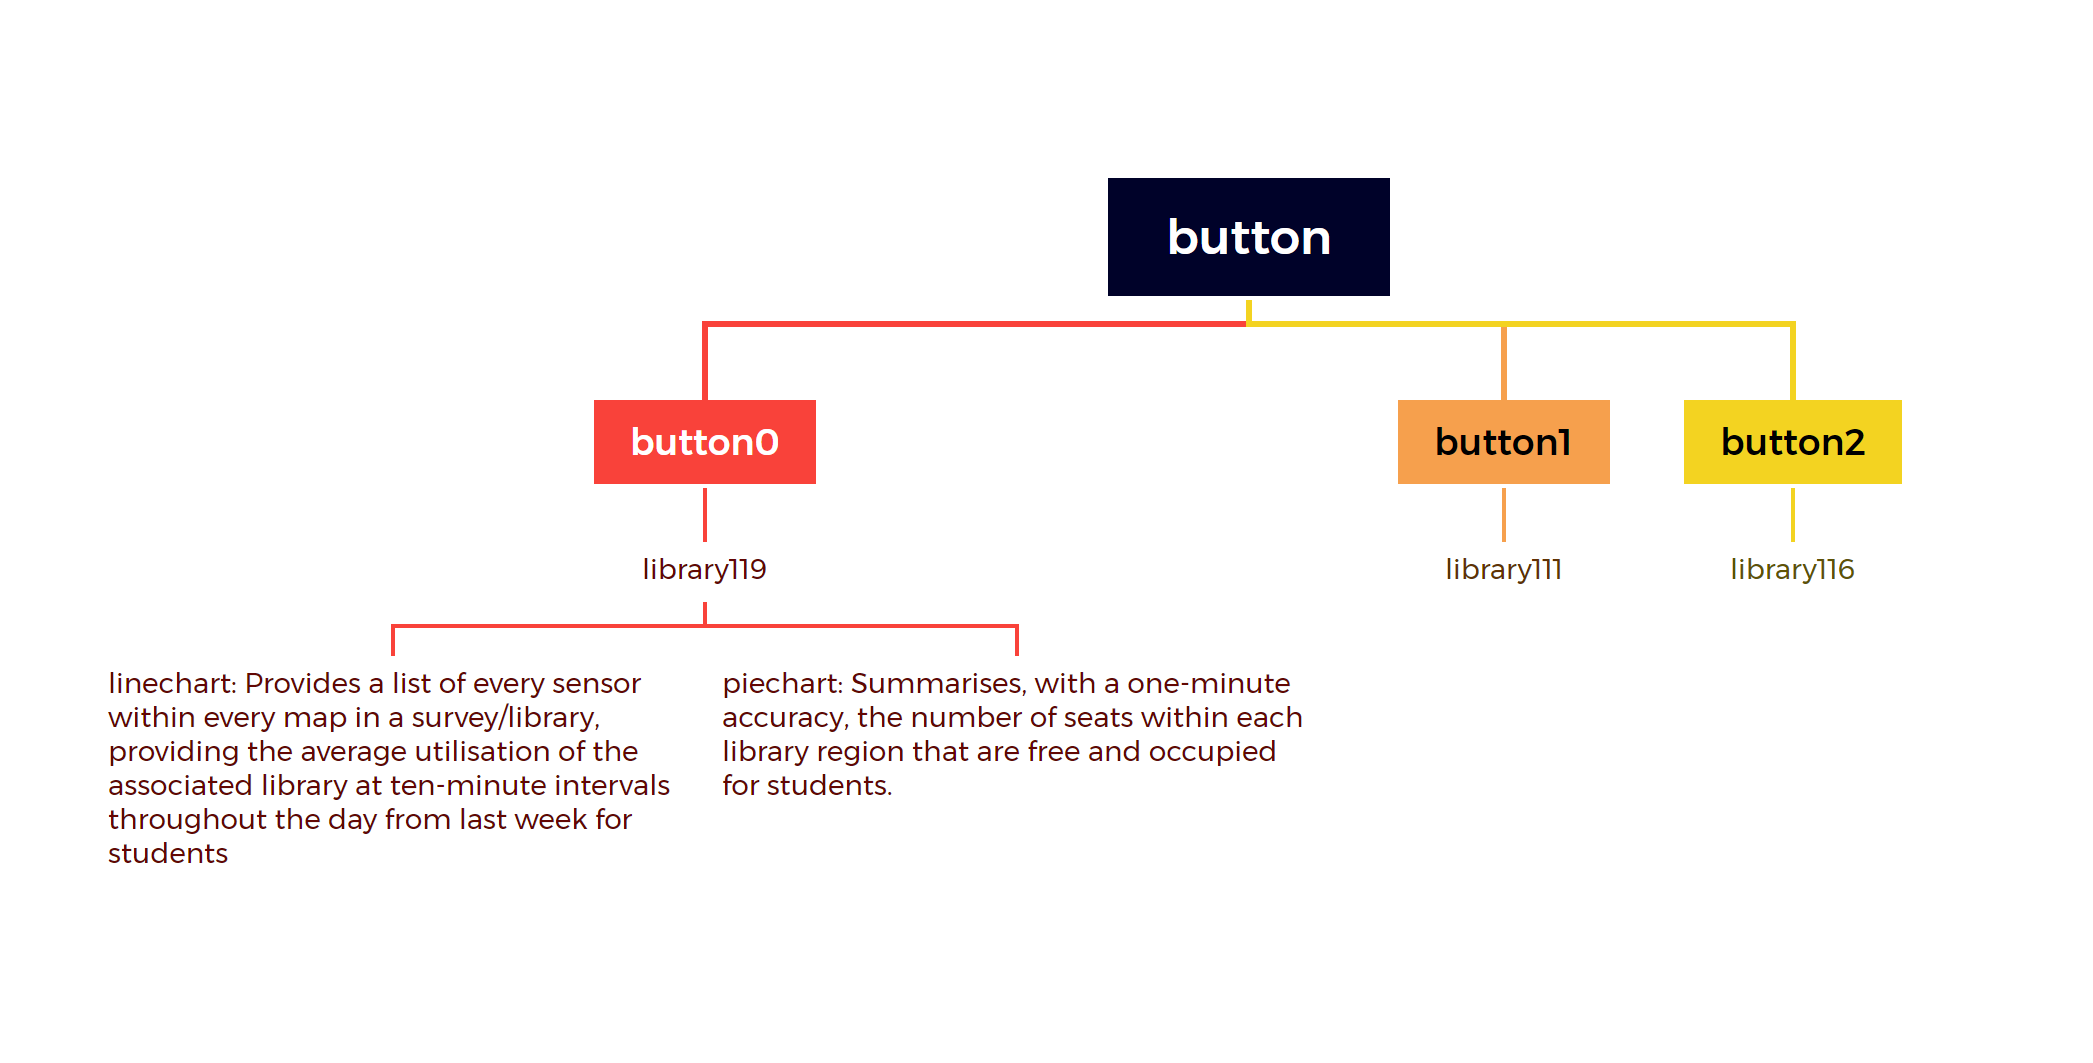 button
button0
button1
button2
library119
library111
library116
linechart: Provides a list of every sensor
within every map in a survey/library,
providing the average utilisation of the
associated library at ten-minute intervals
throughout the day from last week for
students
piechart: Summarises, with a one-minute
accuracy, the number of seats within each
library region that are free and occupied
for students.